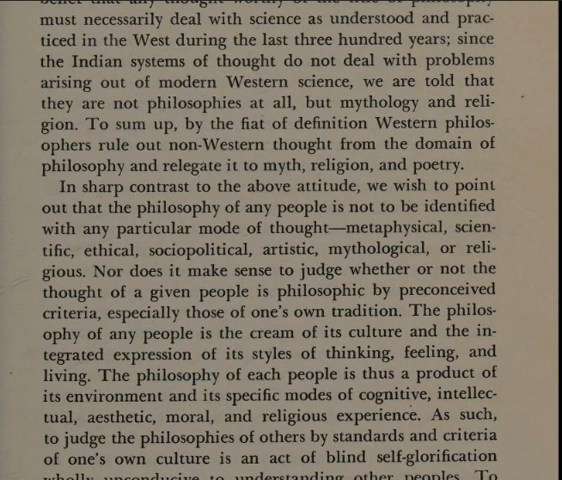 must necessarily deal with science as understood and prac-
ticed in the West during the last three hundred years; since
the Indian systems of thought do not deal with problems
arising out of modern Western science, we are told that
they are not philosophies at all, but mythology and reli-
gion. To sum up, by the fiat of definition Western philos-
ophers rule out non-Western thought from the domain of
philosophy and relegate it to myth, religion, and poetry.
In sharp contrast to the above attitude, we wish to point
out that the philosophy of any people is not to be identified
with any particular mode of thought—metaphysical, scien-
tific, ethical, sociopolitical, artistic, mythological, or reli-
gious. Nor does it make sense to judge whether or not the
thought of a given people is philosophic by preconceived
criteria, especially those of one's own tradition. The philos-
ophy of any people is the cream of its culture and the in-
tegrated expression of its styles of thinking, feeling, and
living. The philosophy of each people is thus a product of
its environment and its specific modes of cognitive, intellec-
tual, aesthetic, moral, and religious experience. As such,
to judge the philosophies of others by standards and criteria
of one's own culture is an act of blind self-glorification
wholly unconducive to understanding other peoples. To